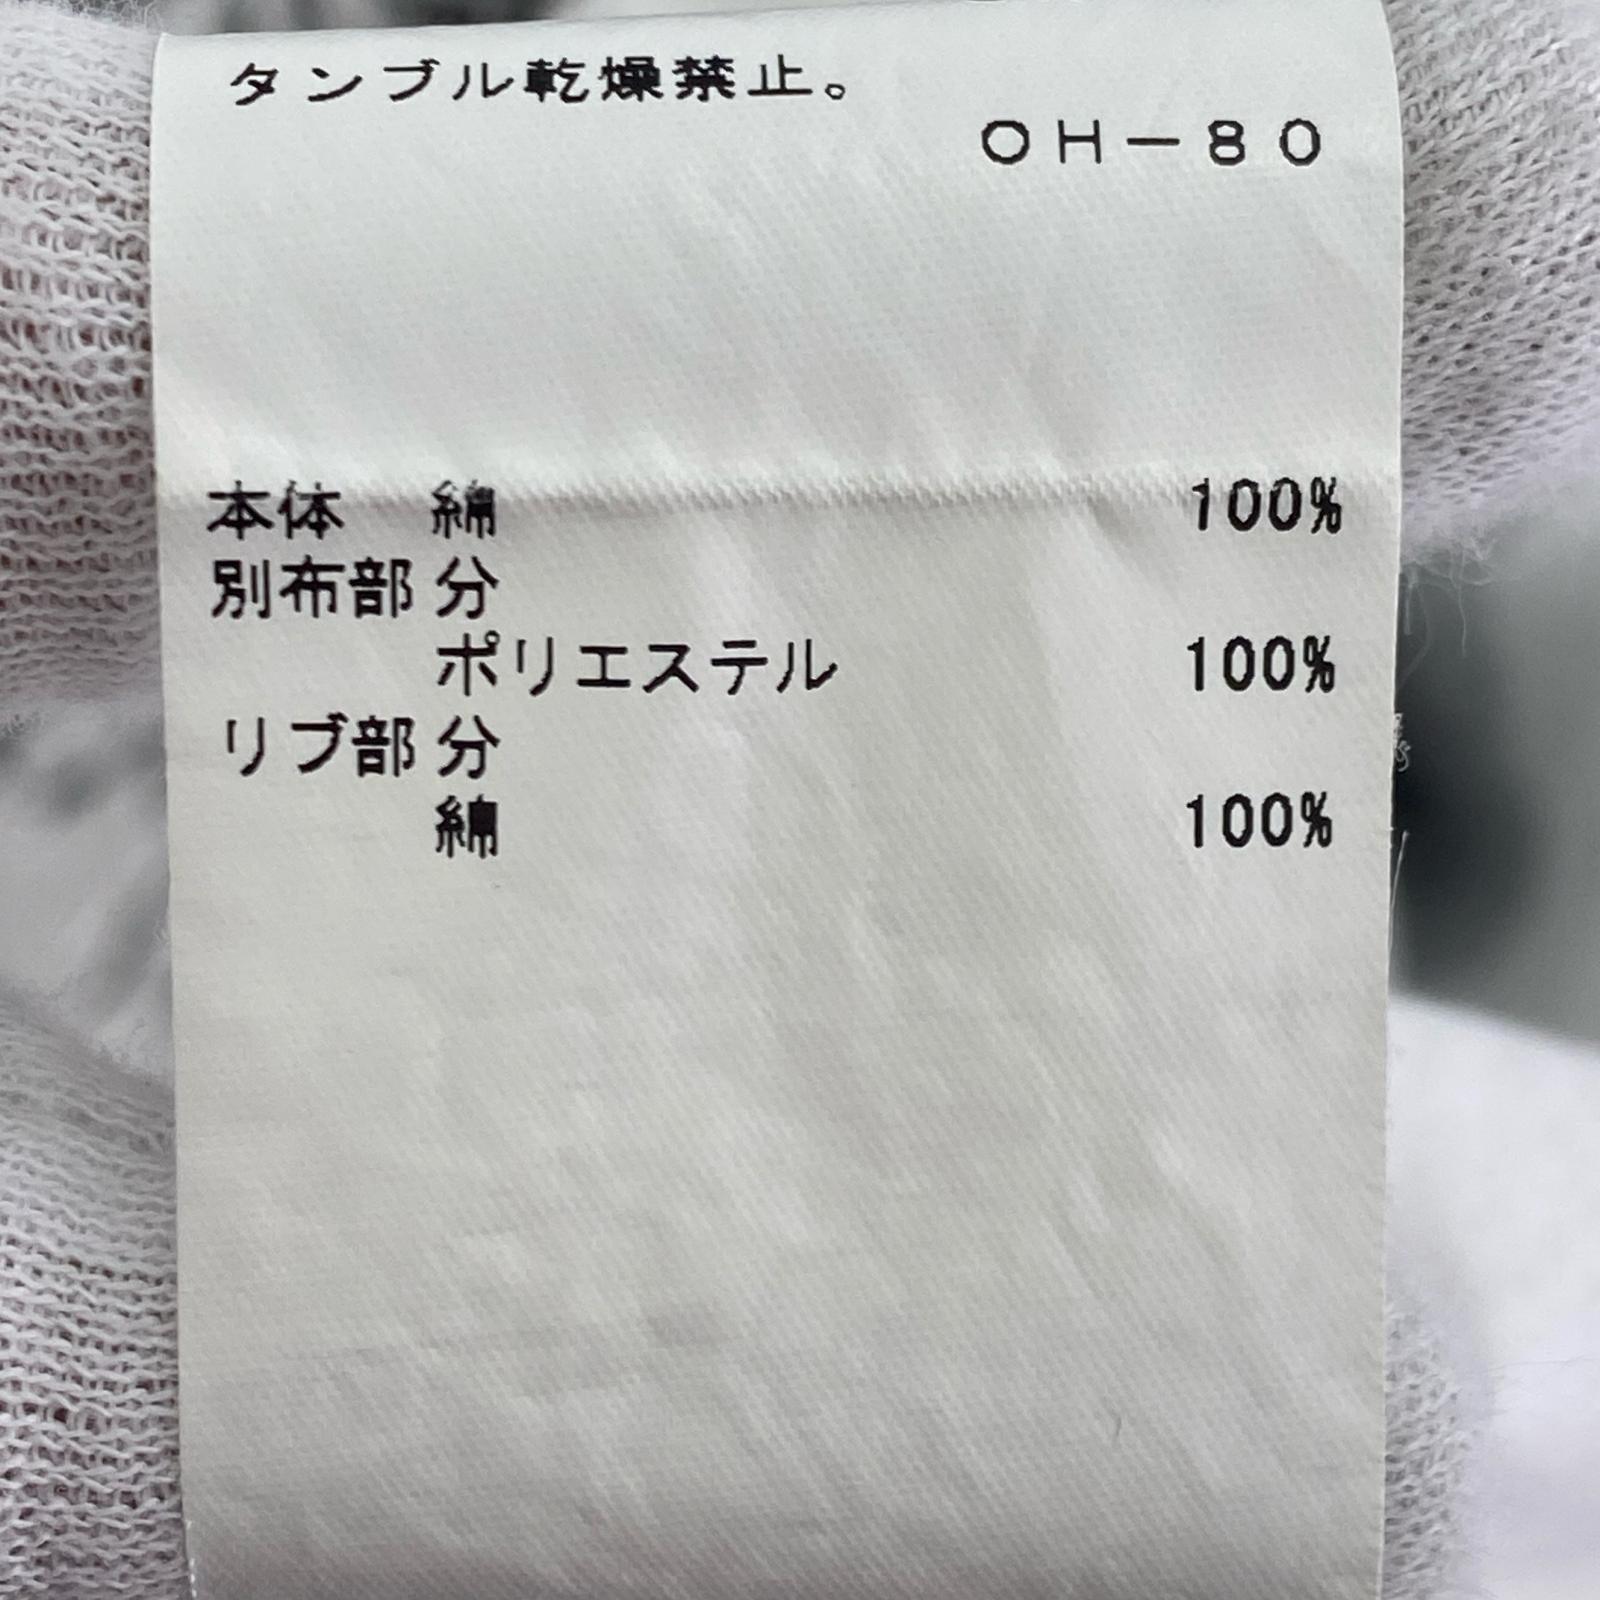 タンブル乾燥禁止。
OH-80
本体 綿 100%
別布部分
ポリエステル 100%
リブ部分
綿 100%